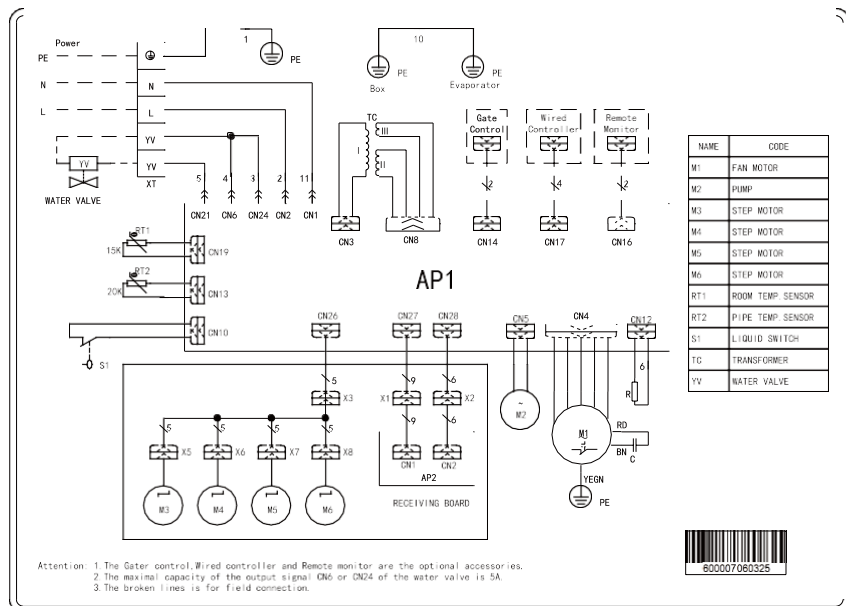 Power
PE
N
L
N
L
YV
YV
YV
XT
WATER VALVE
1
PE
10
Box
PE
Evaporator
PE
5
4
3
2
11
CN21
CN6
CN24
CN2
CN1
TC
I
III
II
CN3
CN8
Gate
Control
Wired
Controller
Remote
Monitor
2
4
2
CN14
CN17
CN16
RT1
15K
CN19
RT2
20K
CN13
CN10
S1
AP1
CN26
CN27
CN28
CN5
CN4
CN12
5
9
6
6
X3
X1
X2
R
5
5
5
5
9
6
X5
X6
X7
X8
CN1
CN2
AP2
RECEIVING BOARD
M3
M4
M5
M6
~
M2
M1
RD
BN
C
YEGN
PE
NAME CODE
M1 FAN MOTOR
M2 PUMP
M3 STEP MOTOR
M4 STEP MOTOR
M5 STEP MOTOR
M6 STEP MOTOR
RT1 ROOM TEMP.SENSOR
RT2 PIPE TEMP.SENSOR
S1 LIQUID SWITCH
TC TRANSFORMER
YV WATER VALVE
Attention: 1.The Gater control,Wired controller and Remote monitor are the optional accessories.
2.The maximal capacity of the output signal CN6 or CN24 of the water valve is 5A.
3.The broken lines is for field connection.
600007060325